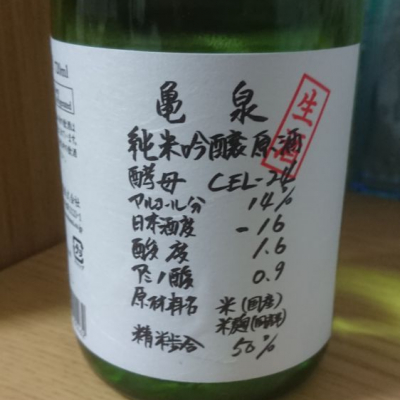 亀泉
純米吟醸原酒
生酒
酵母 CEL-24
アルコール分 14%
日本酒度 -16
酸度 1.6
アミノ酸 0.9
原材料名 米(国産)
米麹(国産米)
精米歩合 50%